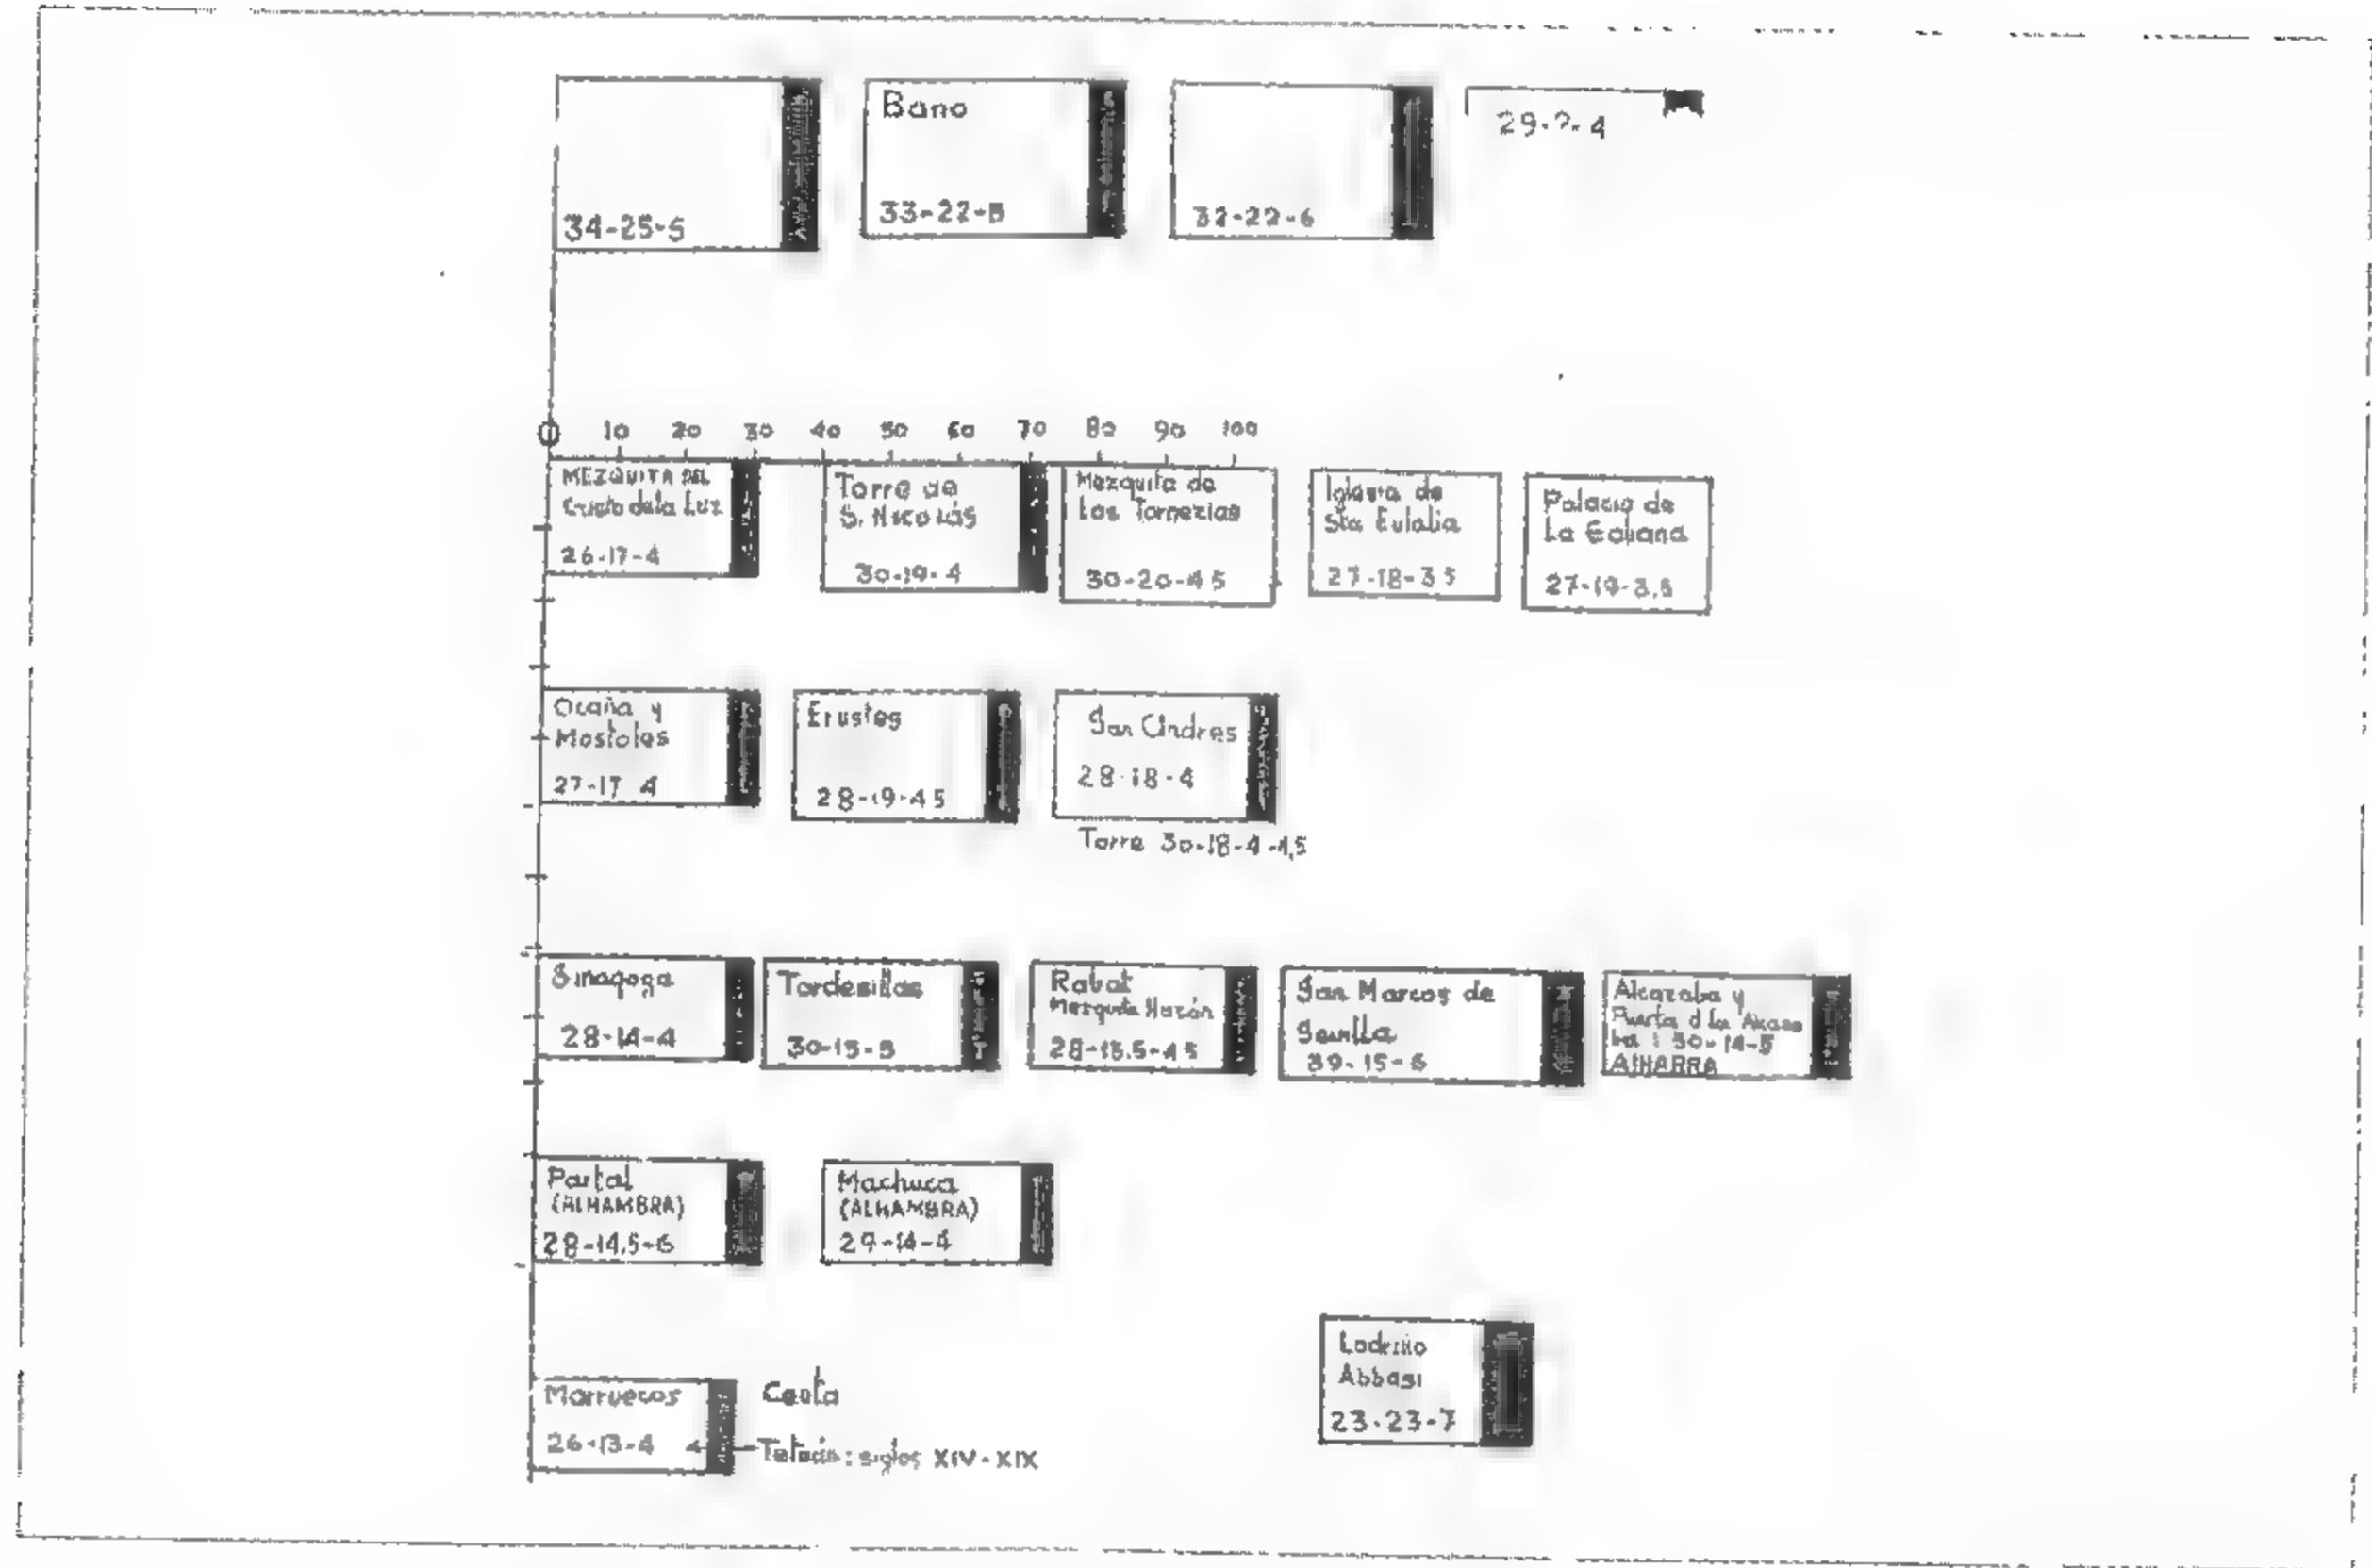 34-25-5
Bano
33-22-5
32-22-6
29-?-4
0 10 20 30 40 50 60 70 80 90 100
MEZQUITA DEL
Cristo de la Luz
26-17-4
Torre de
S. Nicolás
30-19-4
Mezquita de
Las Tornerias
30-20-4 5
Iglesia de
Sta Eulalia
27-18-3 5
Palacio de
La Galiana
27-19-3,5
Ocaña y
Mostoles
27-17 4
Erustes
28-19-4 5
San Andres
28-18-4
Torre 30-18-4-4,5
Sinagoga
28-14-4
Tordesillas
30-15-5
Rabat
Mezquita Hasán
28-13.5-4 5
San Marcos de
Sevilla
39-15-6
Alcazaba y
Puerta d la Alcaza
ba : 30-14-5
Partal
(ALHAMBRA)
28-14,5-6
Machuca
(ALHAMBRA)
29-14-4
Ladrillo
Abbasi
23-23-7
Marruecos
26-13-4
Ceuta
Tetuán: siglos XIV-XIX